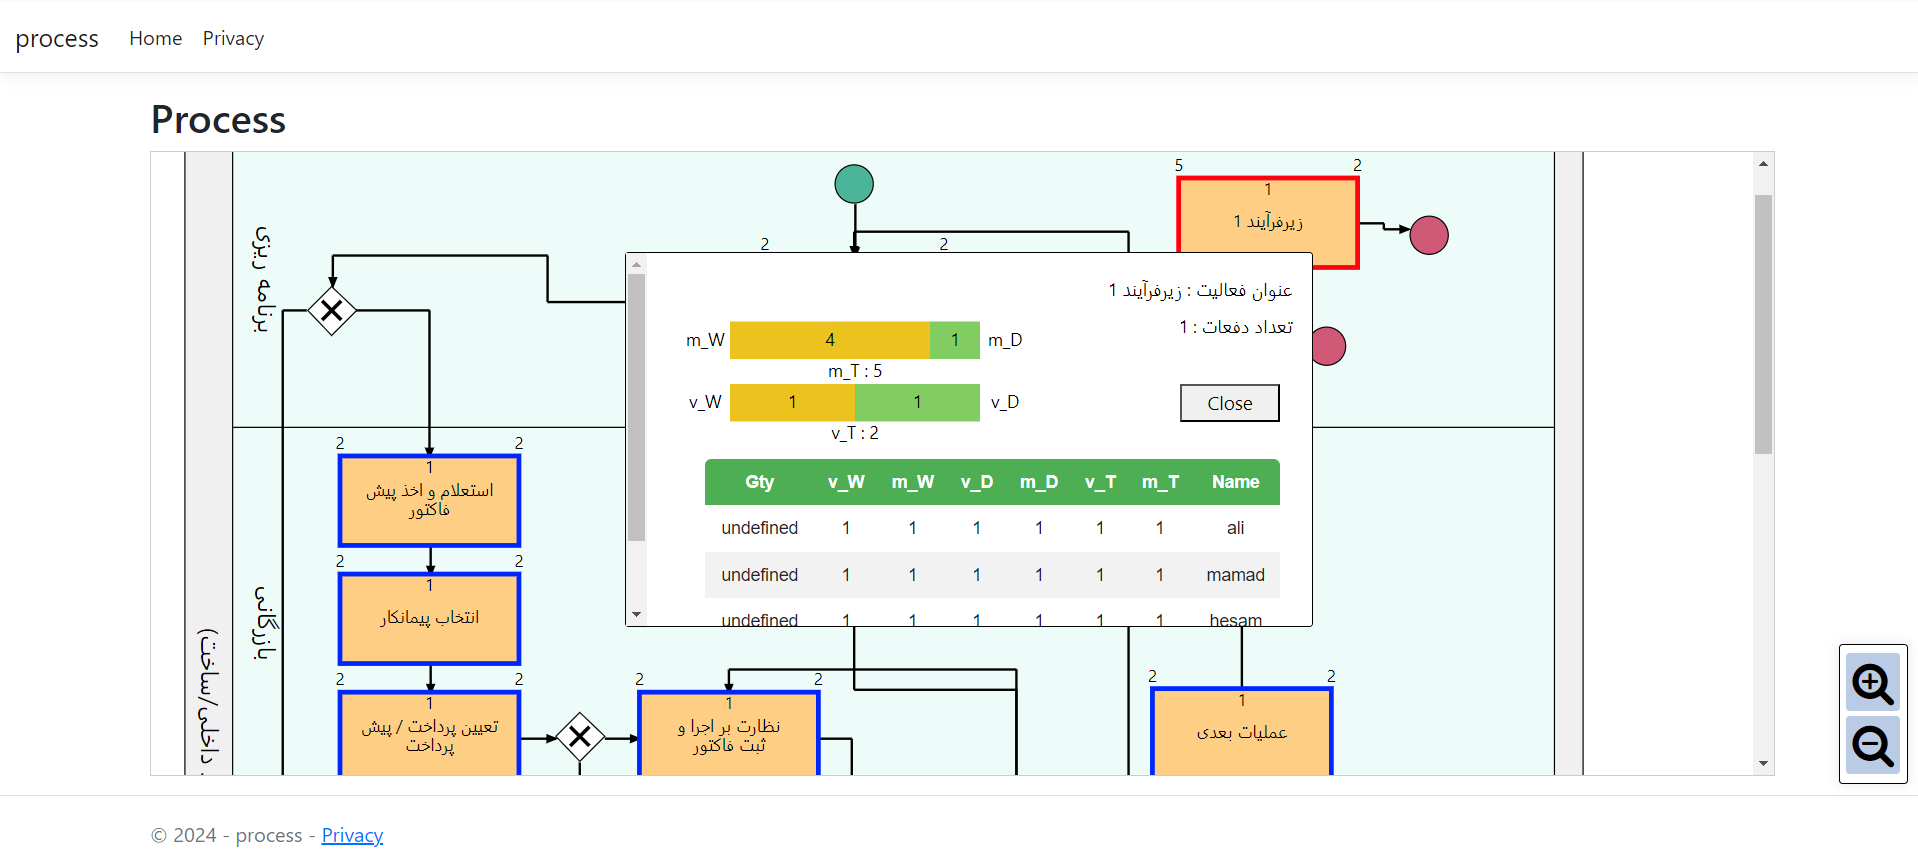 process Home Privacy
Process
5 2
1
زیرفرآیند 1
2 2
برنامه ریزی
عنوان فعالیت : زیرفرآیند 1
تعداد دفعات : 1
m_W 4 1 m_D
m_T : 5
v_W 1 1 v_D
v_T : 2
Close
Gty v_W m_W v_D m_D v_T m_T Name
undefined 1 1 1 1 1 1 ali
undefined 1 1 1 1 1 1 mamad
undefined 1 1 1 1 1 1 hesam
2 2
1
استعلام و اخذ پیش
فاکتور
2 2
1
انتخاب پیمانکار
بازرگانی
داخلی/ساخت)
2 2
1
تعیین پرداخت / پیش
پرداخت
2 2
1
نظارت بر اجرا و
ثبت فاکتور
2 2
1
عملیات بعدی
© 2024 - process - Privacy